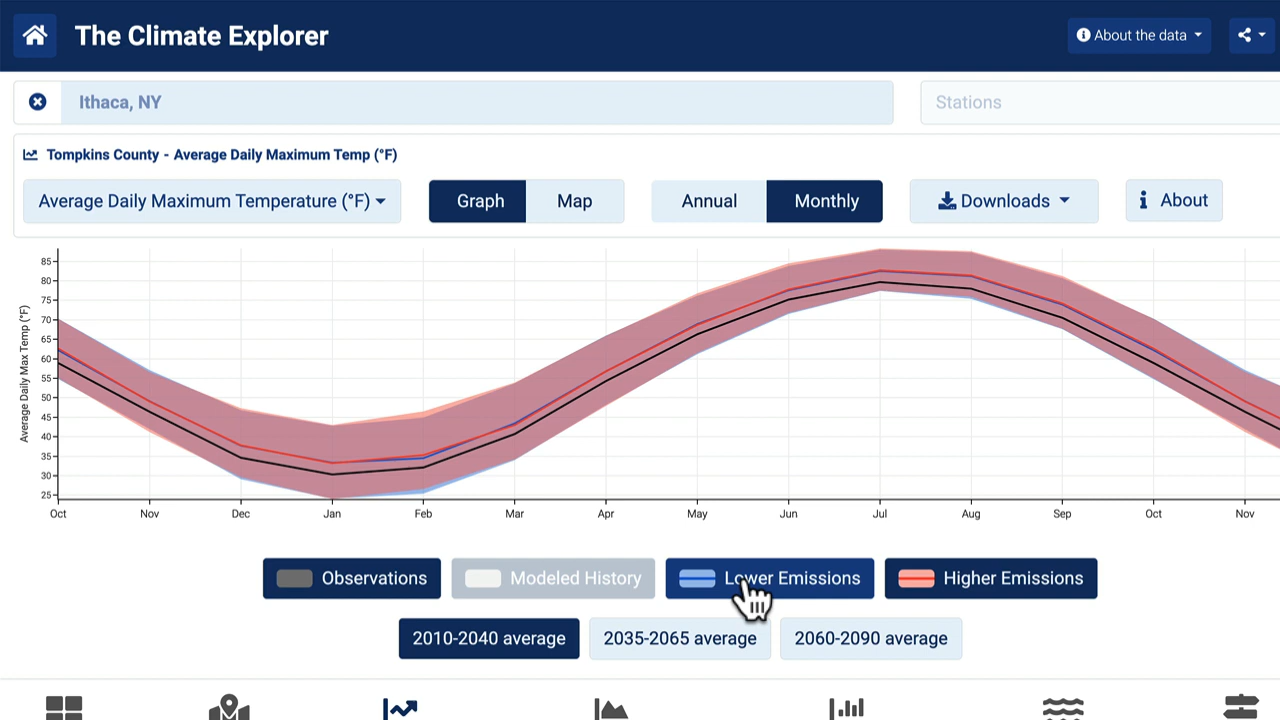 The Climate Explorer
About the data
Ithaca, NY
Stations
Tompkins County - Average Daily Maximum Temp (°F)
Average Daily Maximum Temperature (°F)
Graph
Map
Annual
Monthly
Downloads
About
Average Daily Max Temp (°F)
85
80
75
70
65
60
55
50
45
40
35
30
25
Oct Nov Dec Jan Feb Mar Apr May Jun Jul Aug Sep Oct Nov
Observations
Modeled History
Lower Emissions
Higher Emissions
2010-2040 average
2035-2065 average
2060-2090 average